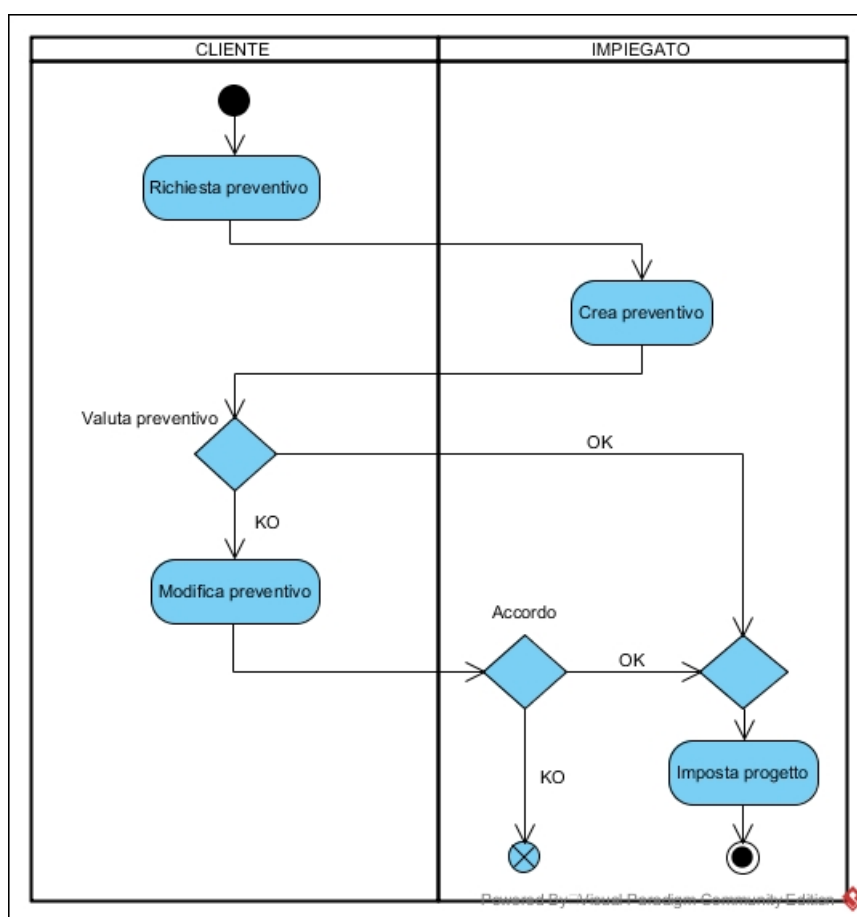 CLIENTE
IMPIEGATO
Richiesta preventivo
Crea preventivo
Valuta preventivo
OK
KO
Modifica preventivo
Accordo
OK
Imposta progetto
KO
Powered By Visual Paradigm Community Edition